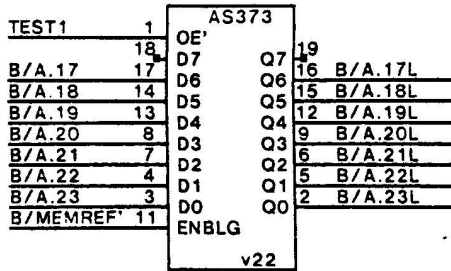 AS373
TEST1 1 OE'
18 D7 Q7 19
B/A.17 17 D6 Q6 16 B/A.17L
B/A.18 14 D5 Q5 15 B/A.18L
B/A.19 13 D4 Q4 12 B/A.19L
B/A.20 8 D3 Q3 9 B/A.20L
B/A.21 7 D2 Q2 6 B/A.21L
B/A.22 4 D1 Q1 5 B/A.22L
B/A.23 3 D0 Q0 2 B/A.23L
B/MEMREF' 11 ENBLG
v22